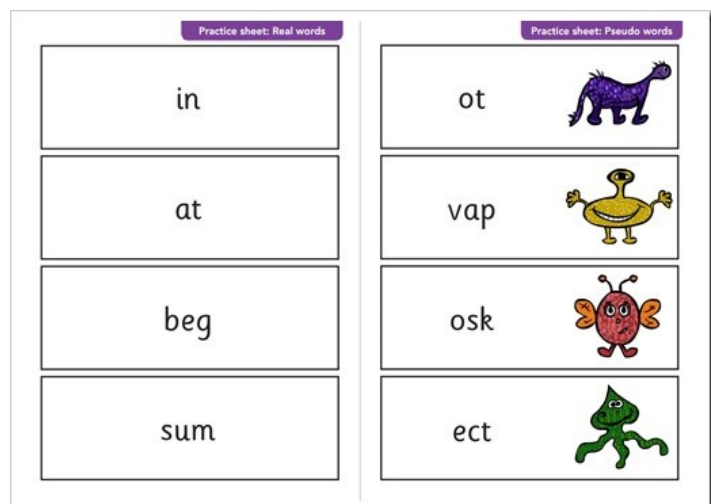 Practice sheet: Real words
in
at
beg
sum
Practice sheet: Pseudo words
ot
vap
osk
ect